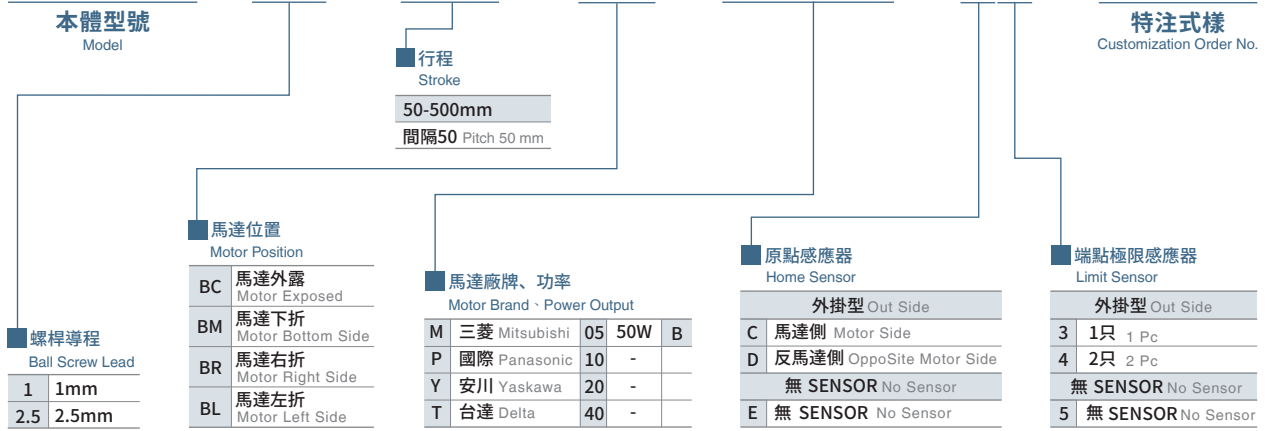 本體型號
Model
特注式樣
Customization Order No.
行程
Stroke
50-500mm
間隔50 Pitch 50 mm
螺桿導程
Ball Screw Lead
1 1mm
2.5 2.5mm
馬達位置
Motor Position
BC 馬達外露
Motor Exposed
BM 馬達下折
Motor Bottom Side
BR 馬達右折
Motor Right Side
BL 馬達左折
Motor Left Side
馬達廠牌、功率
Motor Brand、Power Output
M 三菱 Mitsubishi 05 50W B
P 國際 Panasonic 10 -
Y 安川 Yaskawa 20 -
T 台達 Delta 40 -
原點感應器
Home Sensor
外掛型 Out Side
C 馬達側 Motor Side
D 反馬達側 OppoSite Motor Side
無 SENSOR No Sensor
E 無 SENSOR No Sensor
端點極限感應器
Limit Sensor
外掛型 Out Side
3 1只 1 Pc
4 2只 2 Pc
無 SENSOR No Sensor
5 無 SENSOR No Sensor